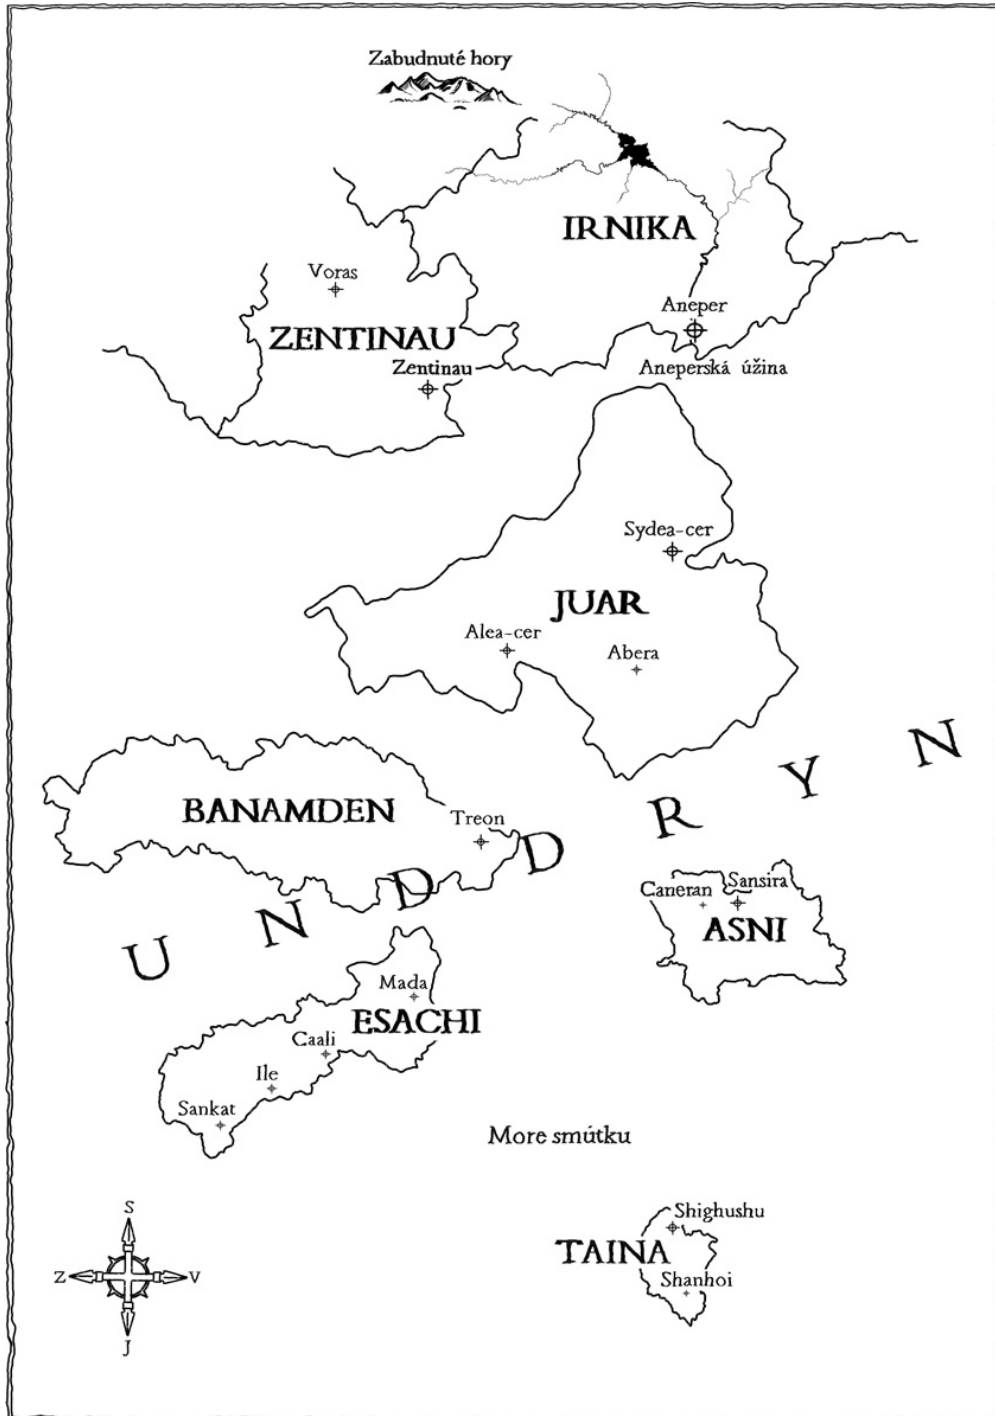 Zabudnuté hory
IRNIKA
Voras
Aneper
ZENTINAU
Zentinau
Aneperská úžina
Sydea-cer
JUAR
Alea-cer
Abera
UNDDRYN
BANAMDEN
Treon
Caneran
Sansira
ASNI
Mada
ESACHI
Caali
Ile
Sankat
More smútku
S
Z
V
J
Shighushu
TAINA
Shanhoi